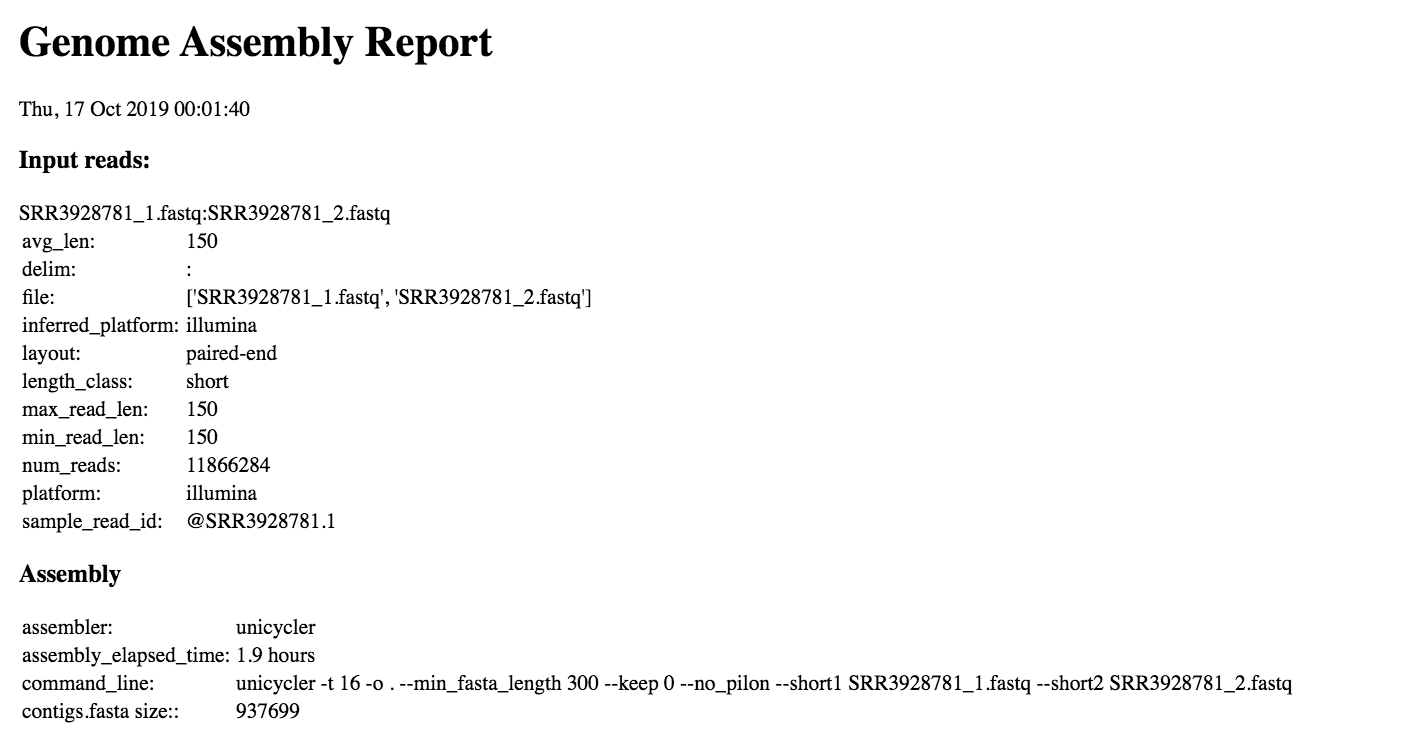 Genome Assembly Report
Thu, 17 Oct 2019 00:01:40
Input reads:
SRR3928781_1.fastq:SRR3928781_2.fastq
avg_len: 150
delim: :
file: ['SRR3928781_1.fastq', 'SRR3928781_2.fastq']
inferred_platform: illumina
layout: paired-end
length_class: short
max_read_len: 150
min_read_len: 150
num_reads: 11866284
platform: illumina
sample_read_id: @SRR3928781.1
Assembly
assembler: unicycler
assembly_elapsed_time: 1.9 hours
command_line: unicycler -t 16 -o . --min_fasta_length 300 --keep 0 --no_pilon --short1 SRR3928781_1.fastq --short2 SRR3928781_2.fastq
contigs.fasta size:: 937699